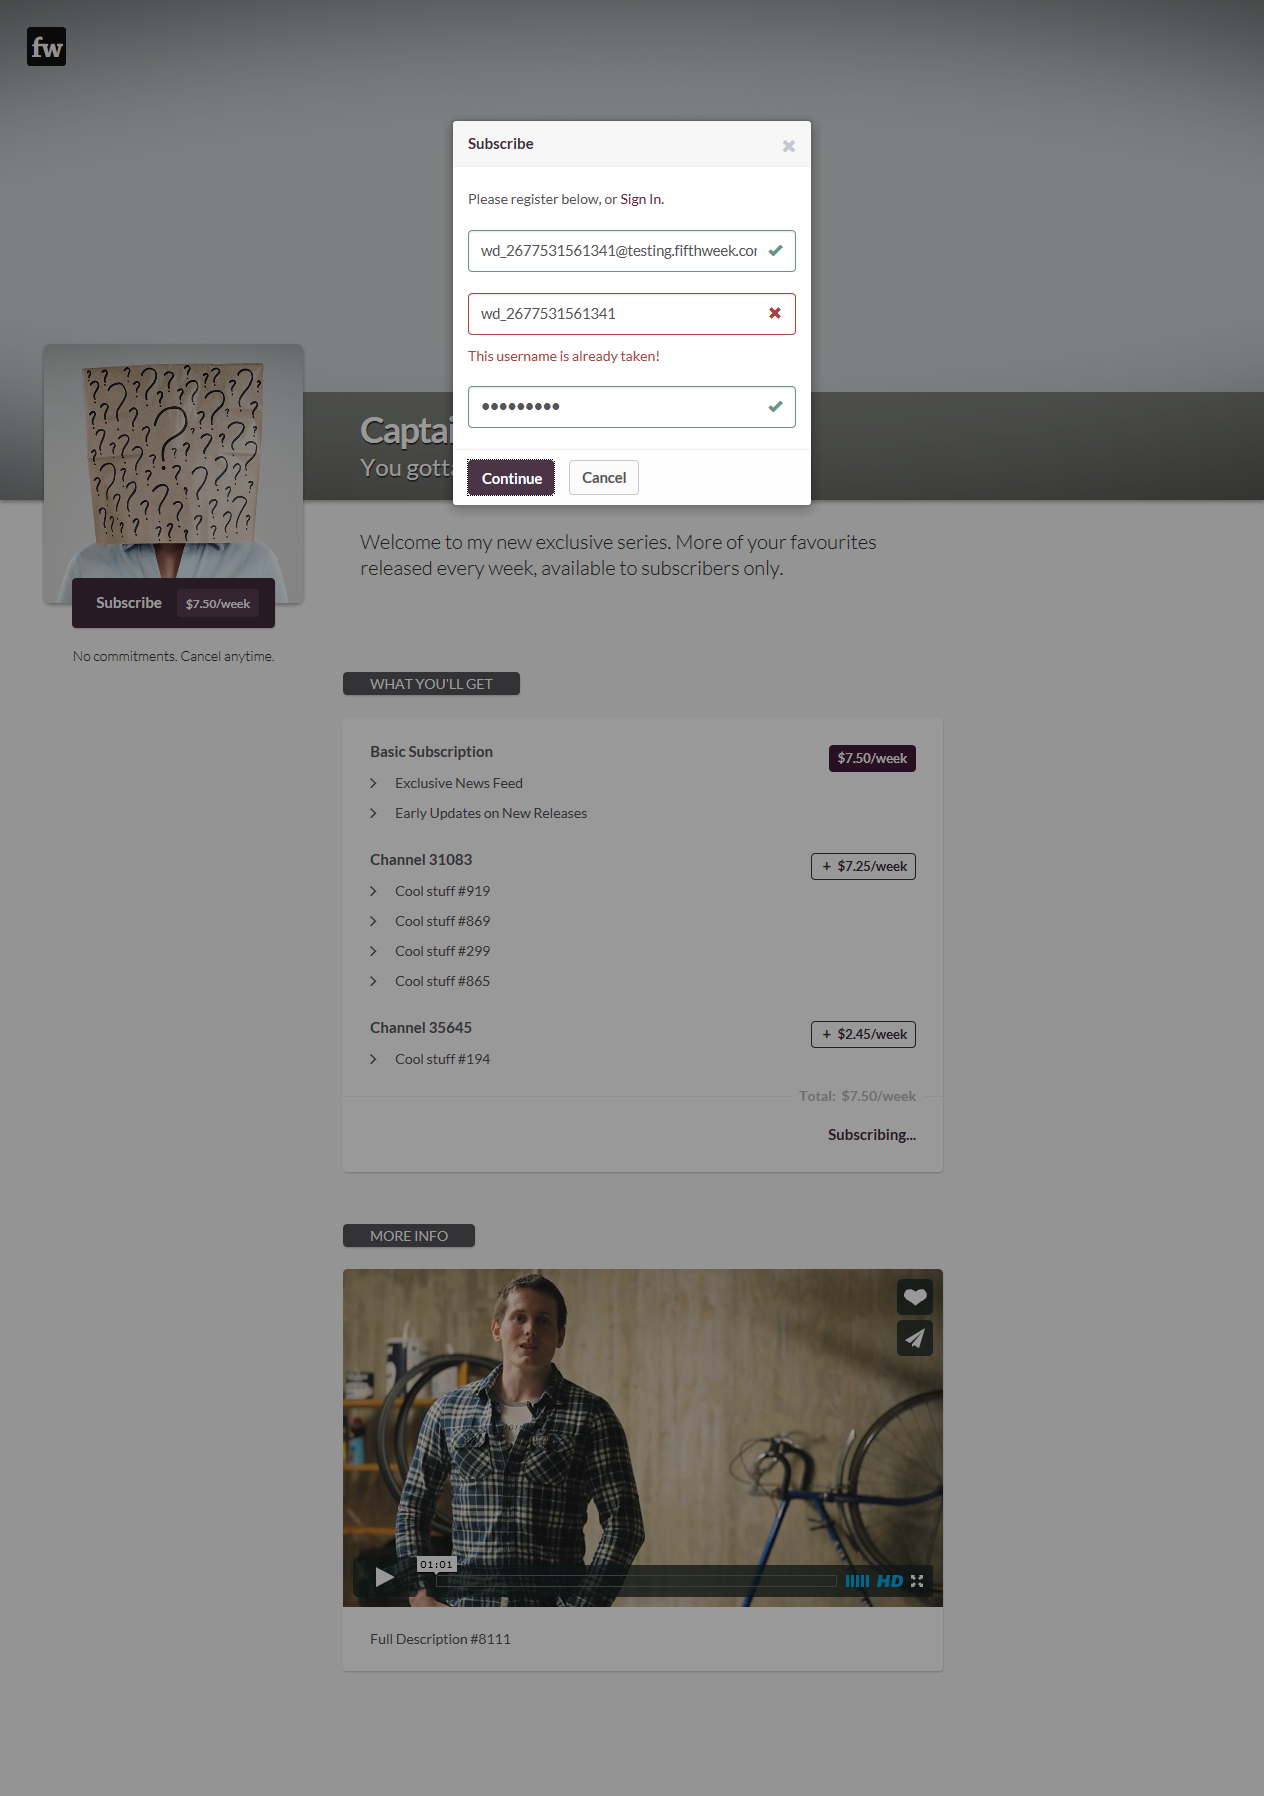 fw
Subscribe
Please register below, or Sign In.
wd_2677531561341@testing.fifthweek.co
wd_2677531561341
This username is already taken!
•••••••••
Continue
Cancel
Captai
You gotta
Welcome to my new exclusive series. More of your favourites
released every week, available to subscribers only.
Subscribe $7.50/week
No commitments. Cancel anytime.
WHAT YOU'LL GET
Basic Subscription $7.50/week
Exclusive News Feed
Early Updates on New Releases
Channel 31083 + $7.25/week
Cool stuff #919
Cool stuff #869
Cool stuff #299
Cool stuff #865
Channel 35645 + $2.45/week
Cool stuff #194
Total: $7.50/week
Subscribing...
MORE INFO
01:01
HD
Full Description #8111